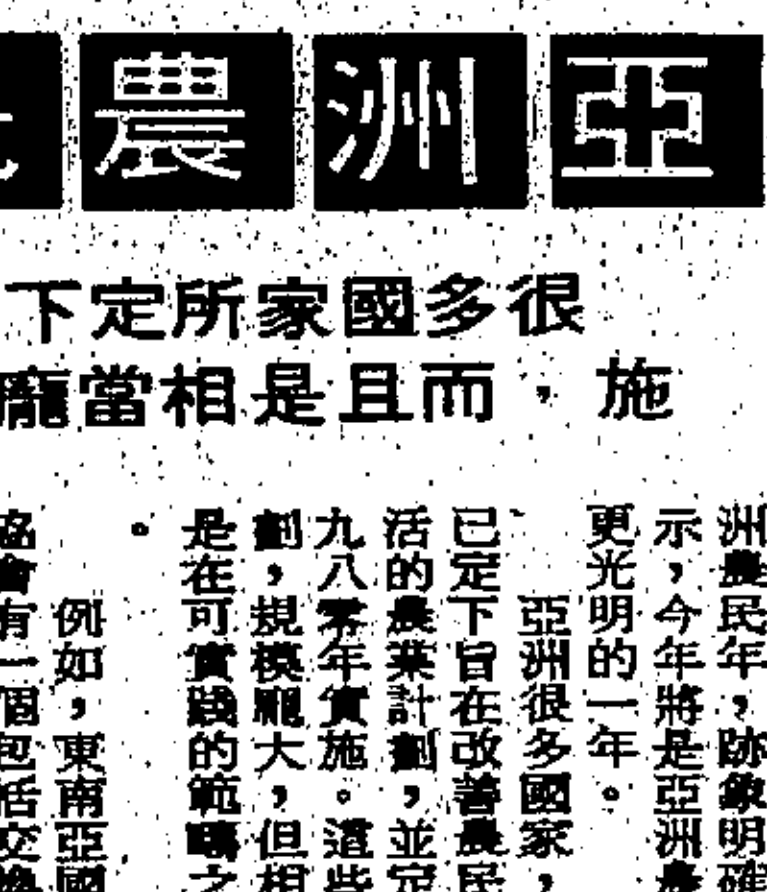 亞洲農
很多國家所定下
施，而且是相當龐
洲農民年，跡象明確
示，今年將是亞洲農
更光明的一年。
亞洲很多國家，
已定下旨在改善農民
活的農業計劃，並定
九八零年實施。這些
劃，規模龐大，但相
是在可實踐的範疇之
。
例如，東南亞國
協會有一個包括交換